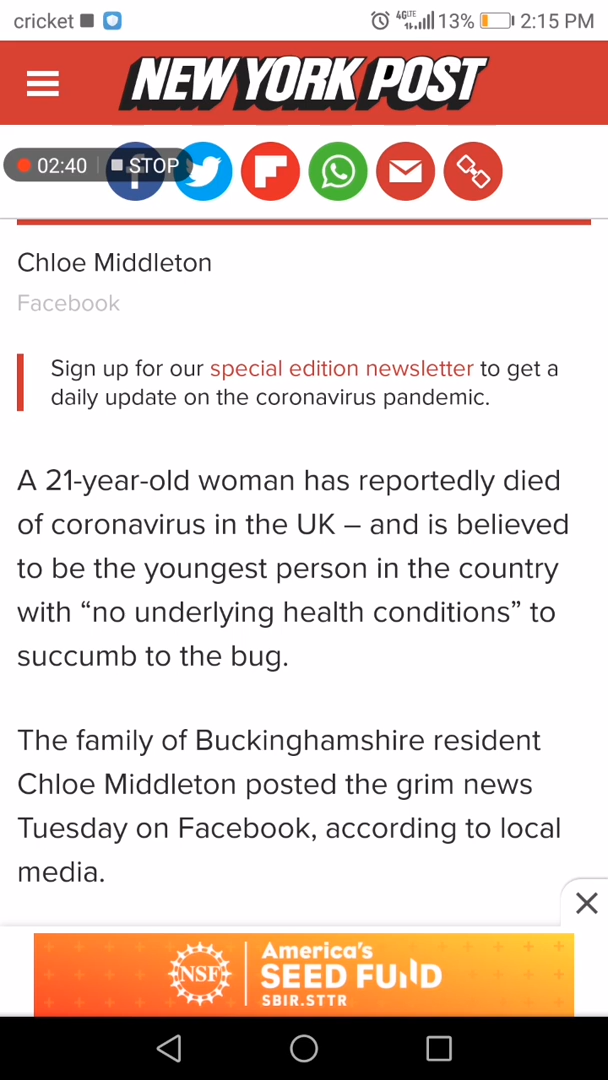 cricket 4G LTE 13% 2:15 PM
NEW YORK POST
02:40 STOP
Chloe Middleton
Facebook
Sign up for our special edition newsletter to get a
daily update on the coronavirus pandemic.
A 21-year-old woman has reportedly died
of coronavirus in the UK – and is believed
to be the youngest person in the country
with “no underlying health conditions” to
succumb to the bug.
The family of Buckinghamshire resident
Chloe Middleton posted the grim news
Tuesday on Facebook, according to local
media.
NSF
America's
SEED FUND
SBIR.STTR